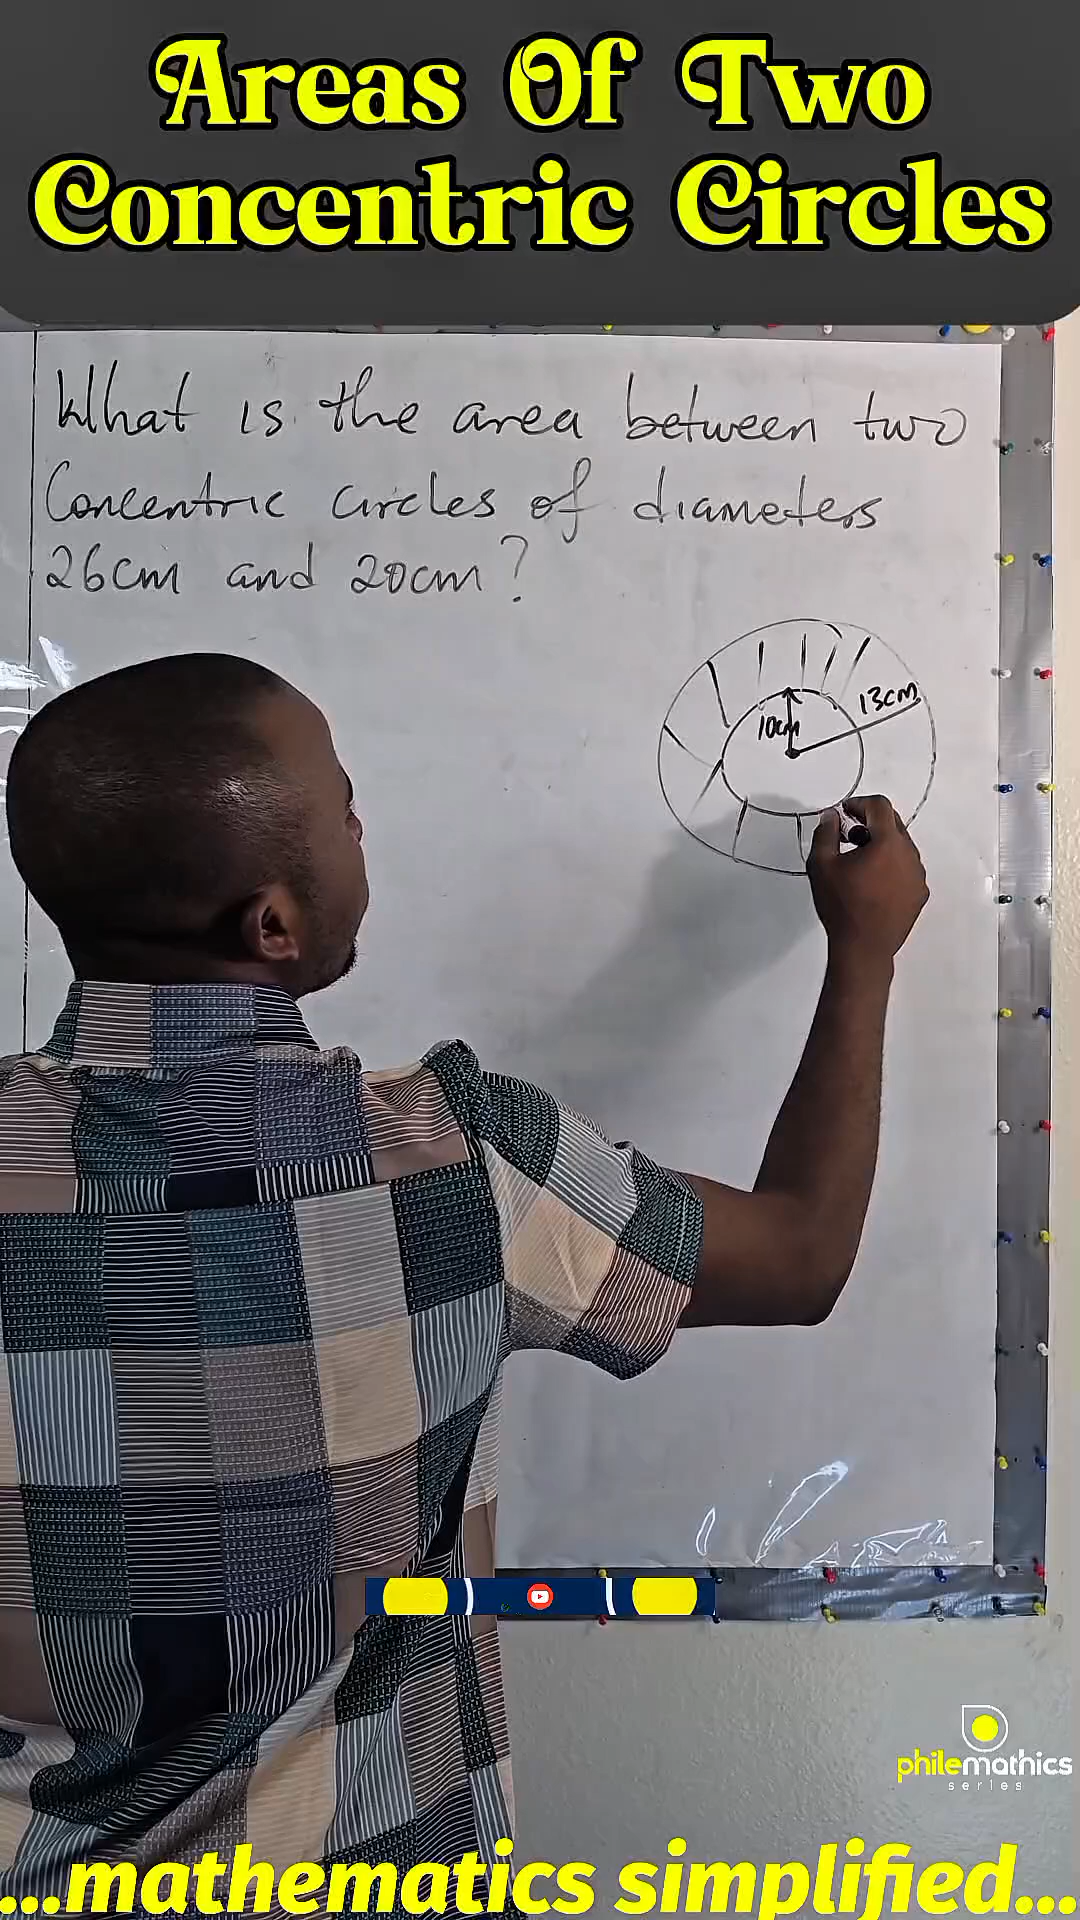 Areas Of Two
Concentric Circles
What is the area between two
Concentric circles of diameters
26cm and 20cm?
13cm
10cm
philemathics
series
...mathematics simplified...